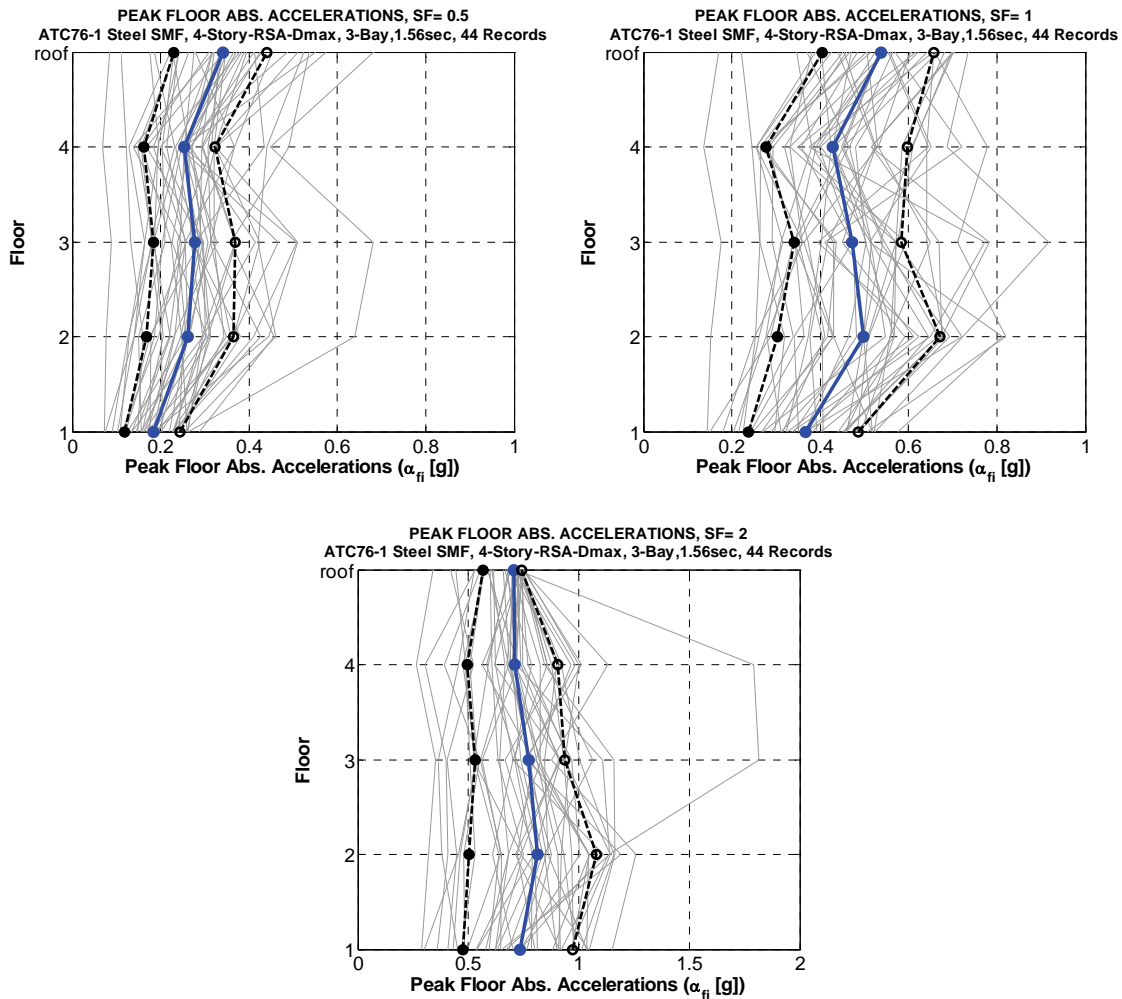 PEAK FLOOR ABS. ACCELERATIONS, SF= 0.5
ATC76-1 Steel SMF, 4-Story-RSA-Dmax, 3-Bay,1.56sec, 44 Records
roof
4
3
2
1
Floor
0 0.2 0.4 0.6 0.8 1
Peak Floor Abs. Accelerations (α_fi [g])
PEAK FLOOR ABS. ACCELERATIONS, SF= 1
ATC76-1 Steel SMF, 4-Story-RSA-Dmax, 3-Bay,1.56sec, 44 Records
roof
4
3
2
1
Floor
0 0.2 0.4 0.6 0.8 1
Peak Floor Abs. Accelerations (α_fi [g])
PEAK FLOOR ABS. ACCELERATIONS, SF= 2
ATC76-1 Steel SMF, 4-Story-RSA-Dmax, 3-Bay,1.56sec, 44 Records
roof
4
3
2
1
Floor
0 0.5 1 1.5 2
Peak Floor Abs. Accelerations (α_fi [g])